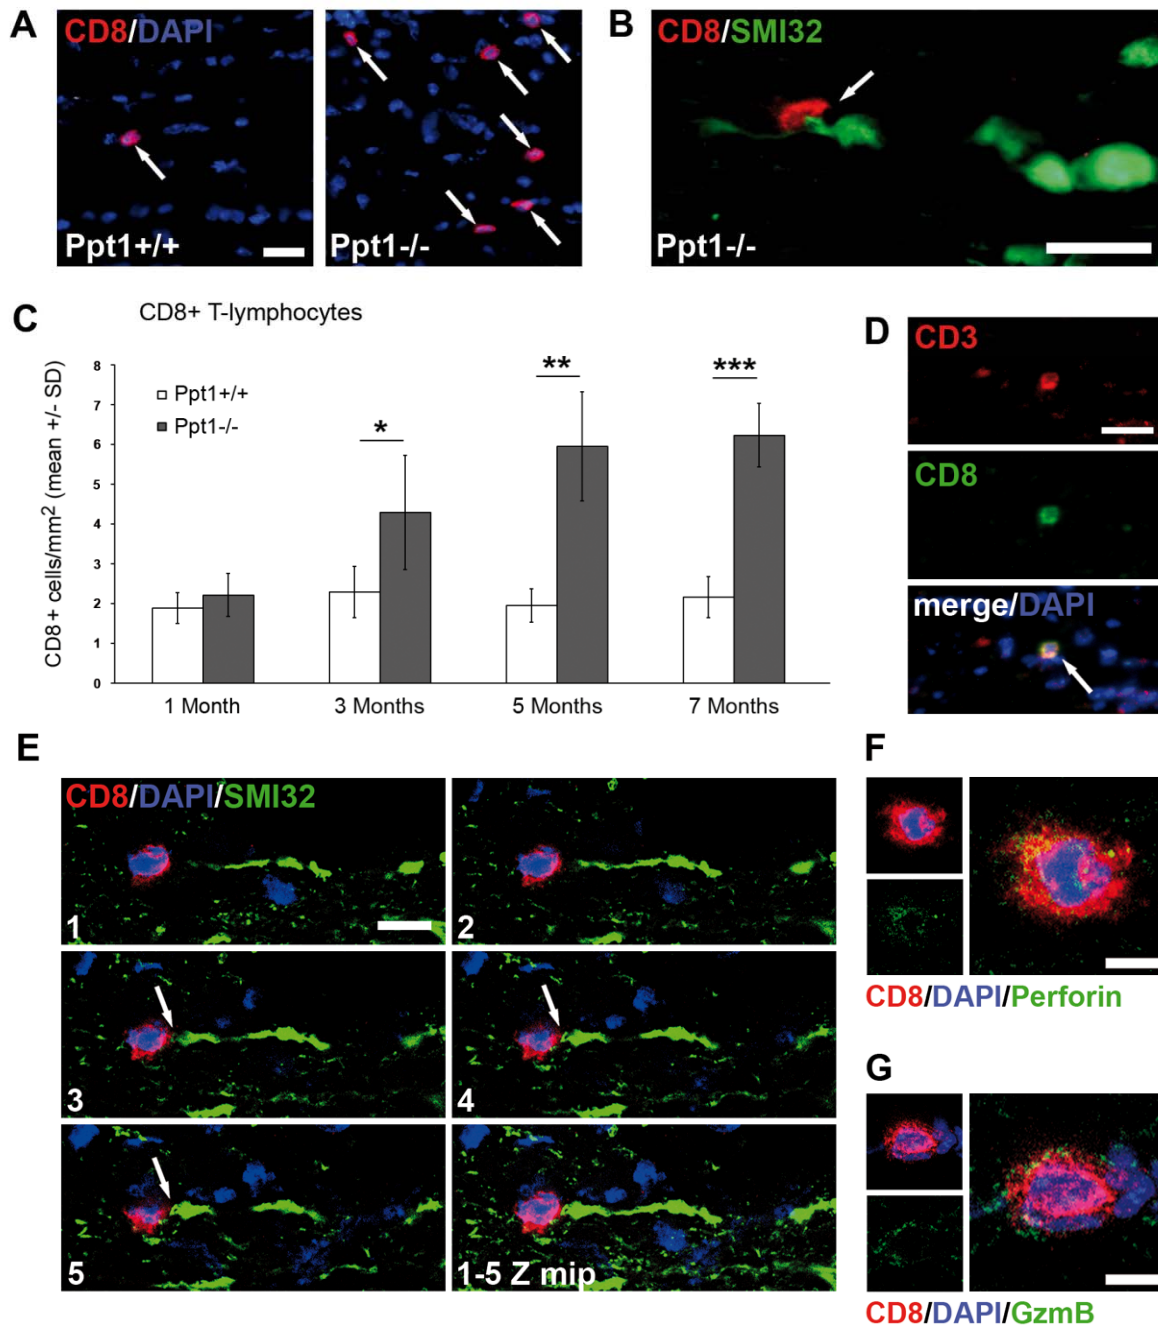 A
CD8/DAPI
Ppt1+/+
Ppt1-/-
B
CD8/SMI32
Ppt1-/-
C
CD8+ T-lymphocytes
CD8+ cells/mm² (mean +/- SD)
8
7
6
5
4
3
2
1
0
Ppt1+/+
Ppt1-/-
*
**
***
1 Month
3 Months
5 Months
7 Months
D
CD3
CD8
merge/DAPI
E
CD8/DAPI/SMI32
1
2
3
4
5
1-5 Z mip
F
CD8/DAPI/Perforin
G
CD8/DAPI/GzmB